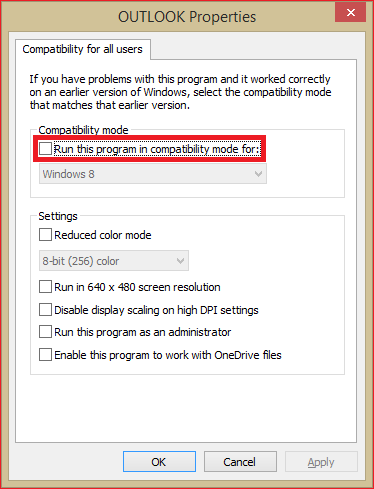 OUTLOOK Properties
Compatibility for all users
If you have problems with this program and it worked correctly
on an earlier version of Windows, select the compatibility mode
that matches that earlier version.
Compatibility mode
Run this program in compatibility mode for:
Windows 8
Settings
Reduced color mode
8-bit (256) color
Run in 640 x 480 screen resolution
Disable display scaling on high DPI settings
Run this program as an administrator
Enable this program to work with OneDrive files
OK Cancel Apply